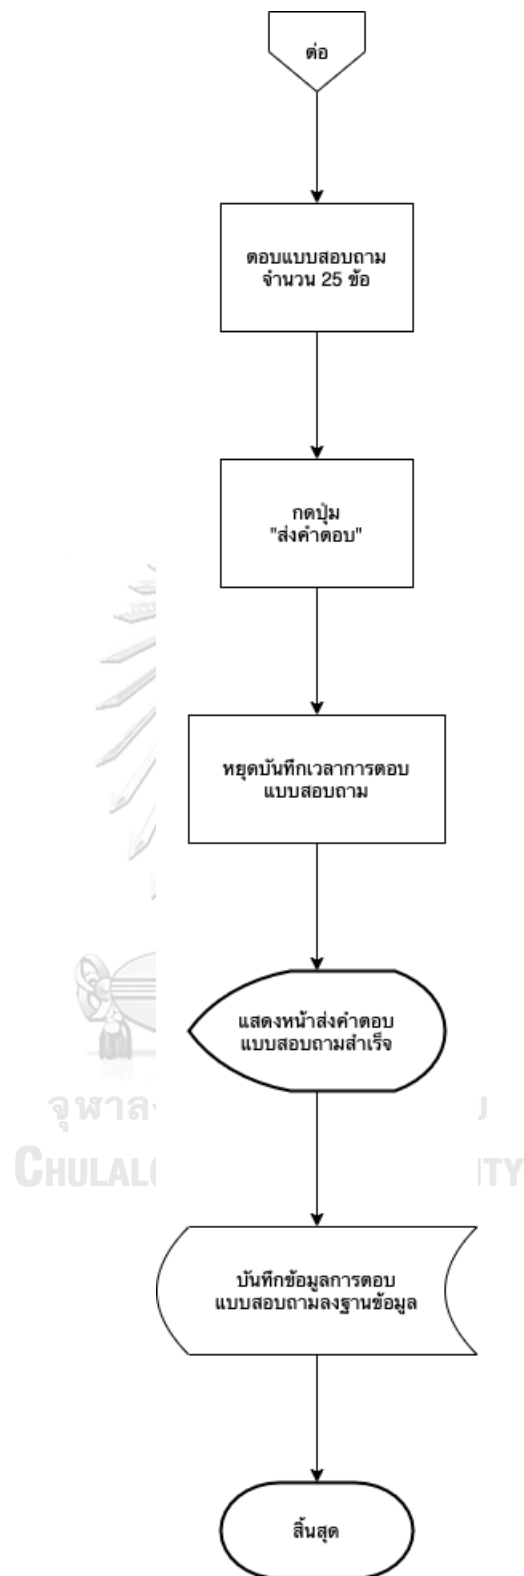 ต่อ
ตอบแบบสอบถาม
จำนวน 25 ข้อ
กดปุ่ม
"ส่งคำตอบ"
หยุดบันทึกเวลาการตอบ
แบบสอบถาม
แสดงหน้าส่งคำตอบ
แบบสอบถามสำเร็จ
บันทึกข้อมูลการตอบ
แบบสอบถามลงฐานข้อมูล
สิ้นสุด